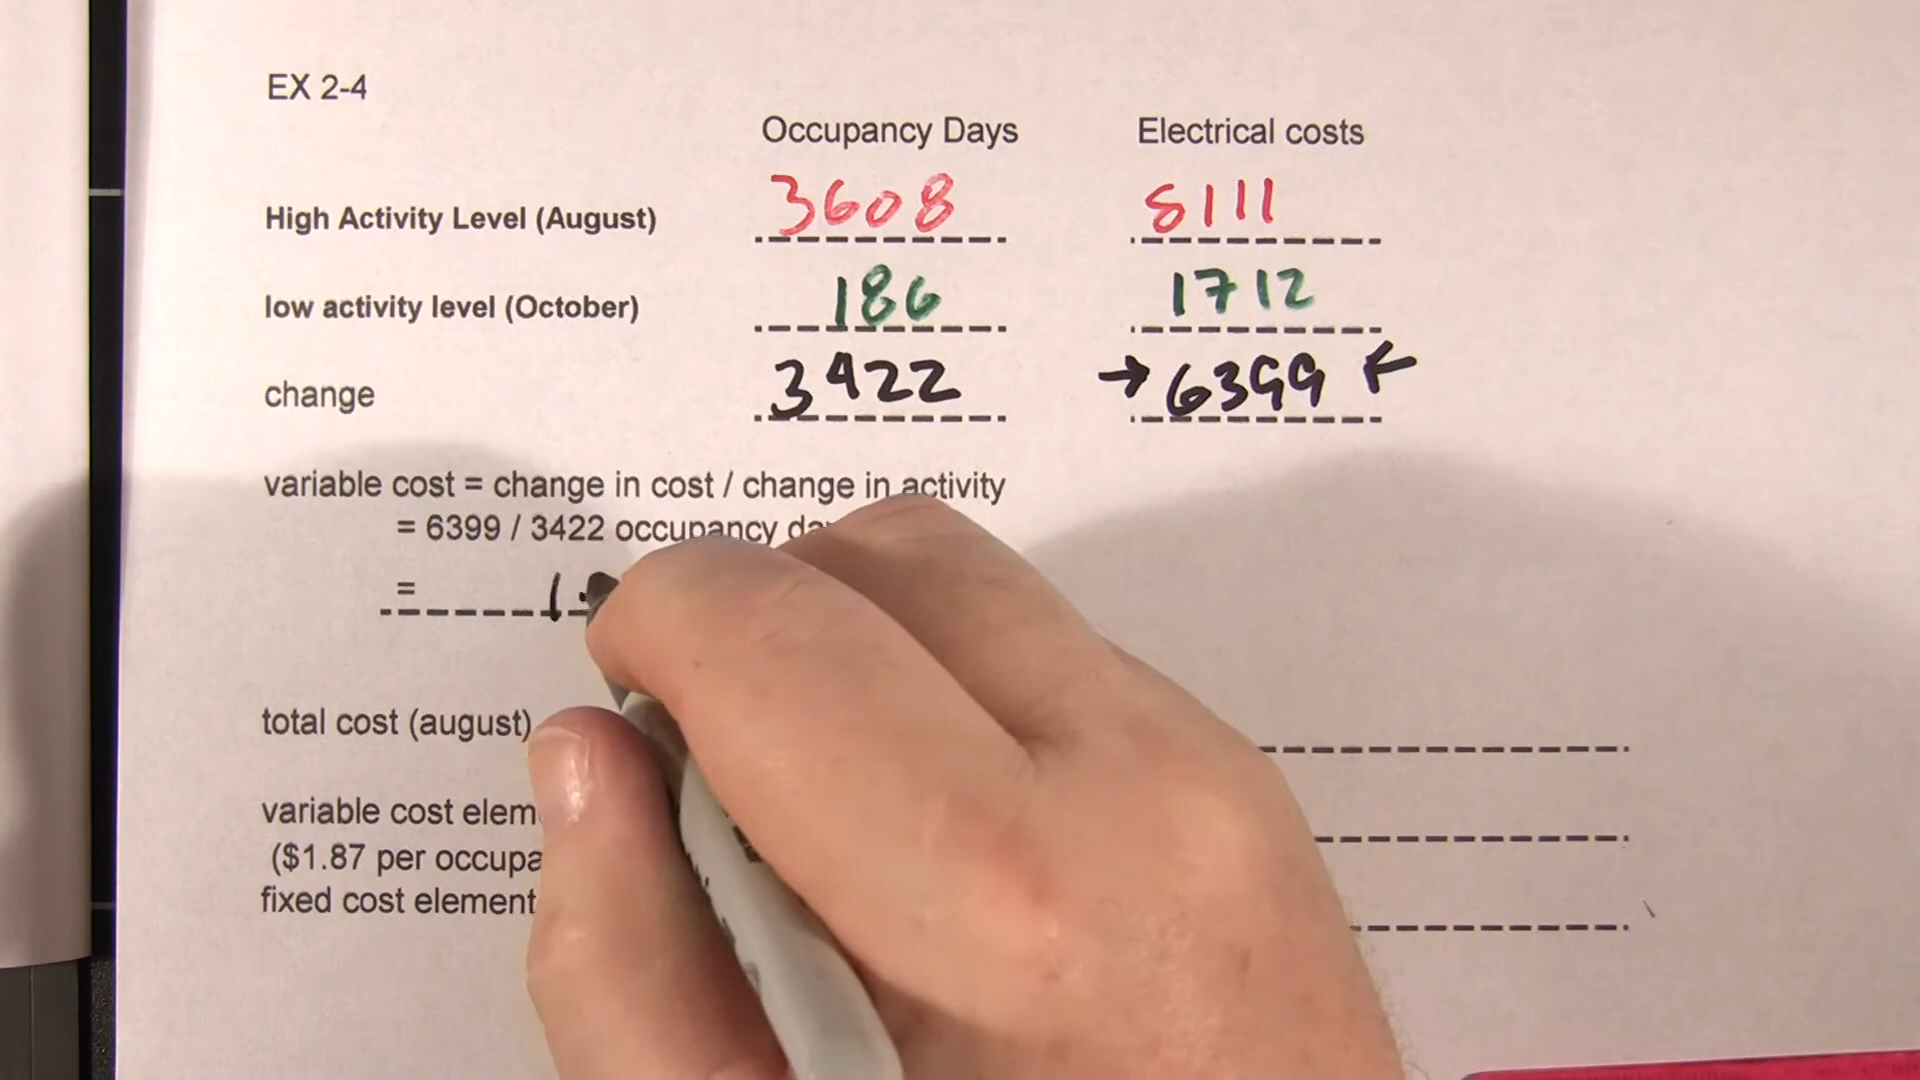 EX 2-4
Occupancy Days Electrical costs
High Activity Level (August) 3608 8111
low activity level (October) 186 1712
change 3422 → 6399 ←
variable cost = change in cost / change in activity
= 6399 / 3422 occupancy
= 1.
total cost (august)
variable cost
($1.87 per
fixed cost element